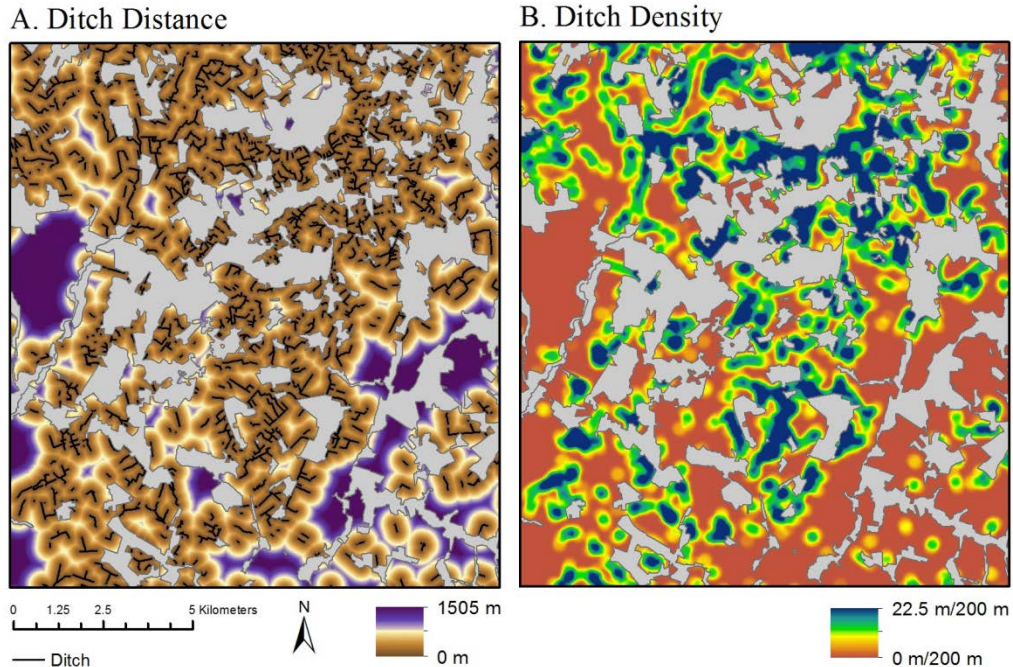 A. Ditch Distance
B. Ditch Density
0 1.25 2.5 5 Kilometers
N
1505 m
0 m
Ditch
22.5 m/200 m
0 m/200 m